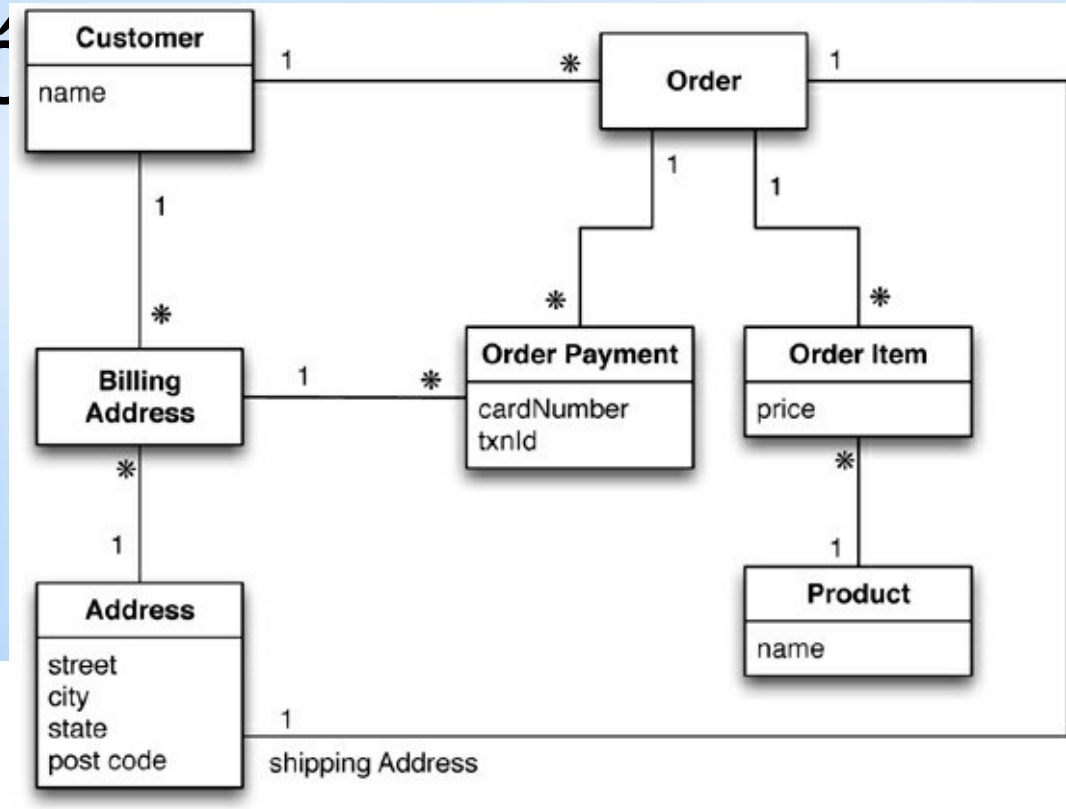 Customer
name
1
*
Order
1
1
*
1
1
*
*
Billing
Address
1
*
Order Payment
cardNumber
txnId
Order Item
price
*
1
*
1
Product
name
Address
street
city
state
post code
1
shipping Address